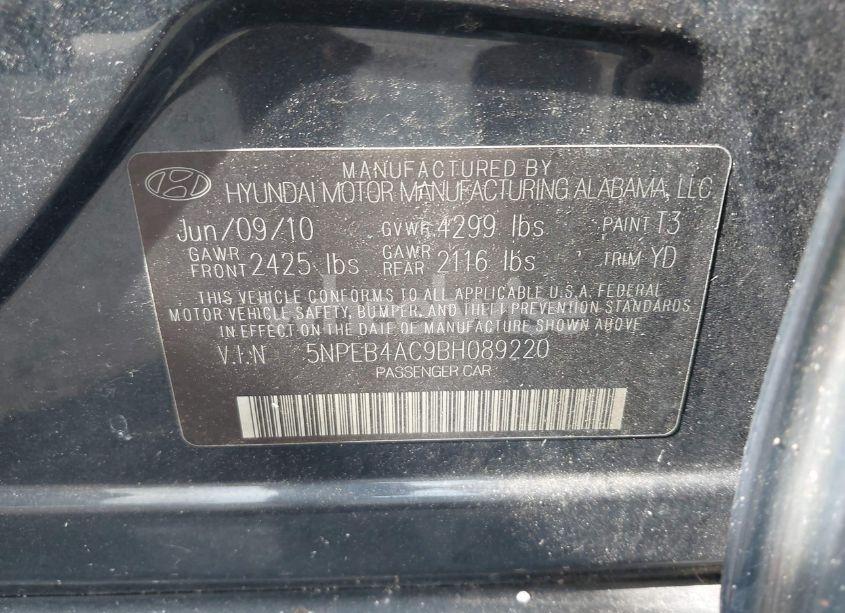 MANUFACTURED BY
HYUNDAI MOTOR MANUFACTURING ALABAMA, LLC
Jun/09/10 GVWR 4299 lbs PAINT T3
GAWR FRONT 2425 lbs GAWR REAR 2116 lbs TRIM YD
THIS VEHICLE CONFORMS TO ALL APPLICABLE U.S.A. FEDERAL
MOTOR VEHICLE SAFETY, BUMPER, AND THEFT PREVENTION STANDARDS
IN EFFECT ON THE DATE OF MANUFACTURE SHOWN ABOVE
V.I.N 5NPEB4AC9BH089220
PASSENGER CAR